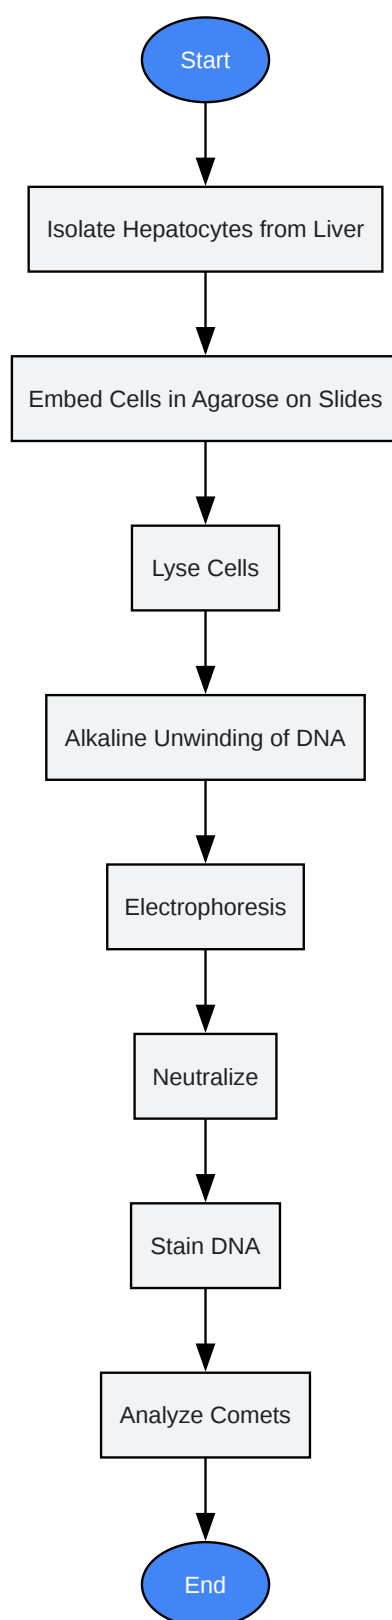 Start
Isolate Hepatocytes from Liver
Embed Cells in Agarose on Slides
Lyse Cells
Alkaline Unwinding of DNA
Electrophoresis
Neutralize
Stain DNA
Analyze Comets
End